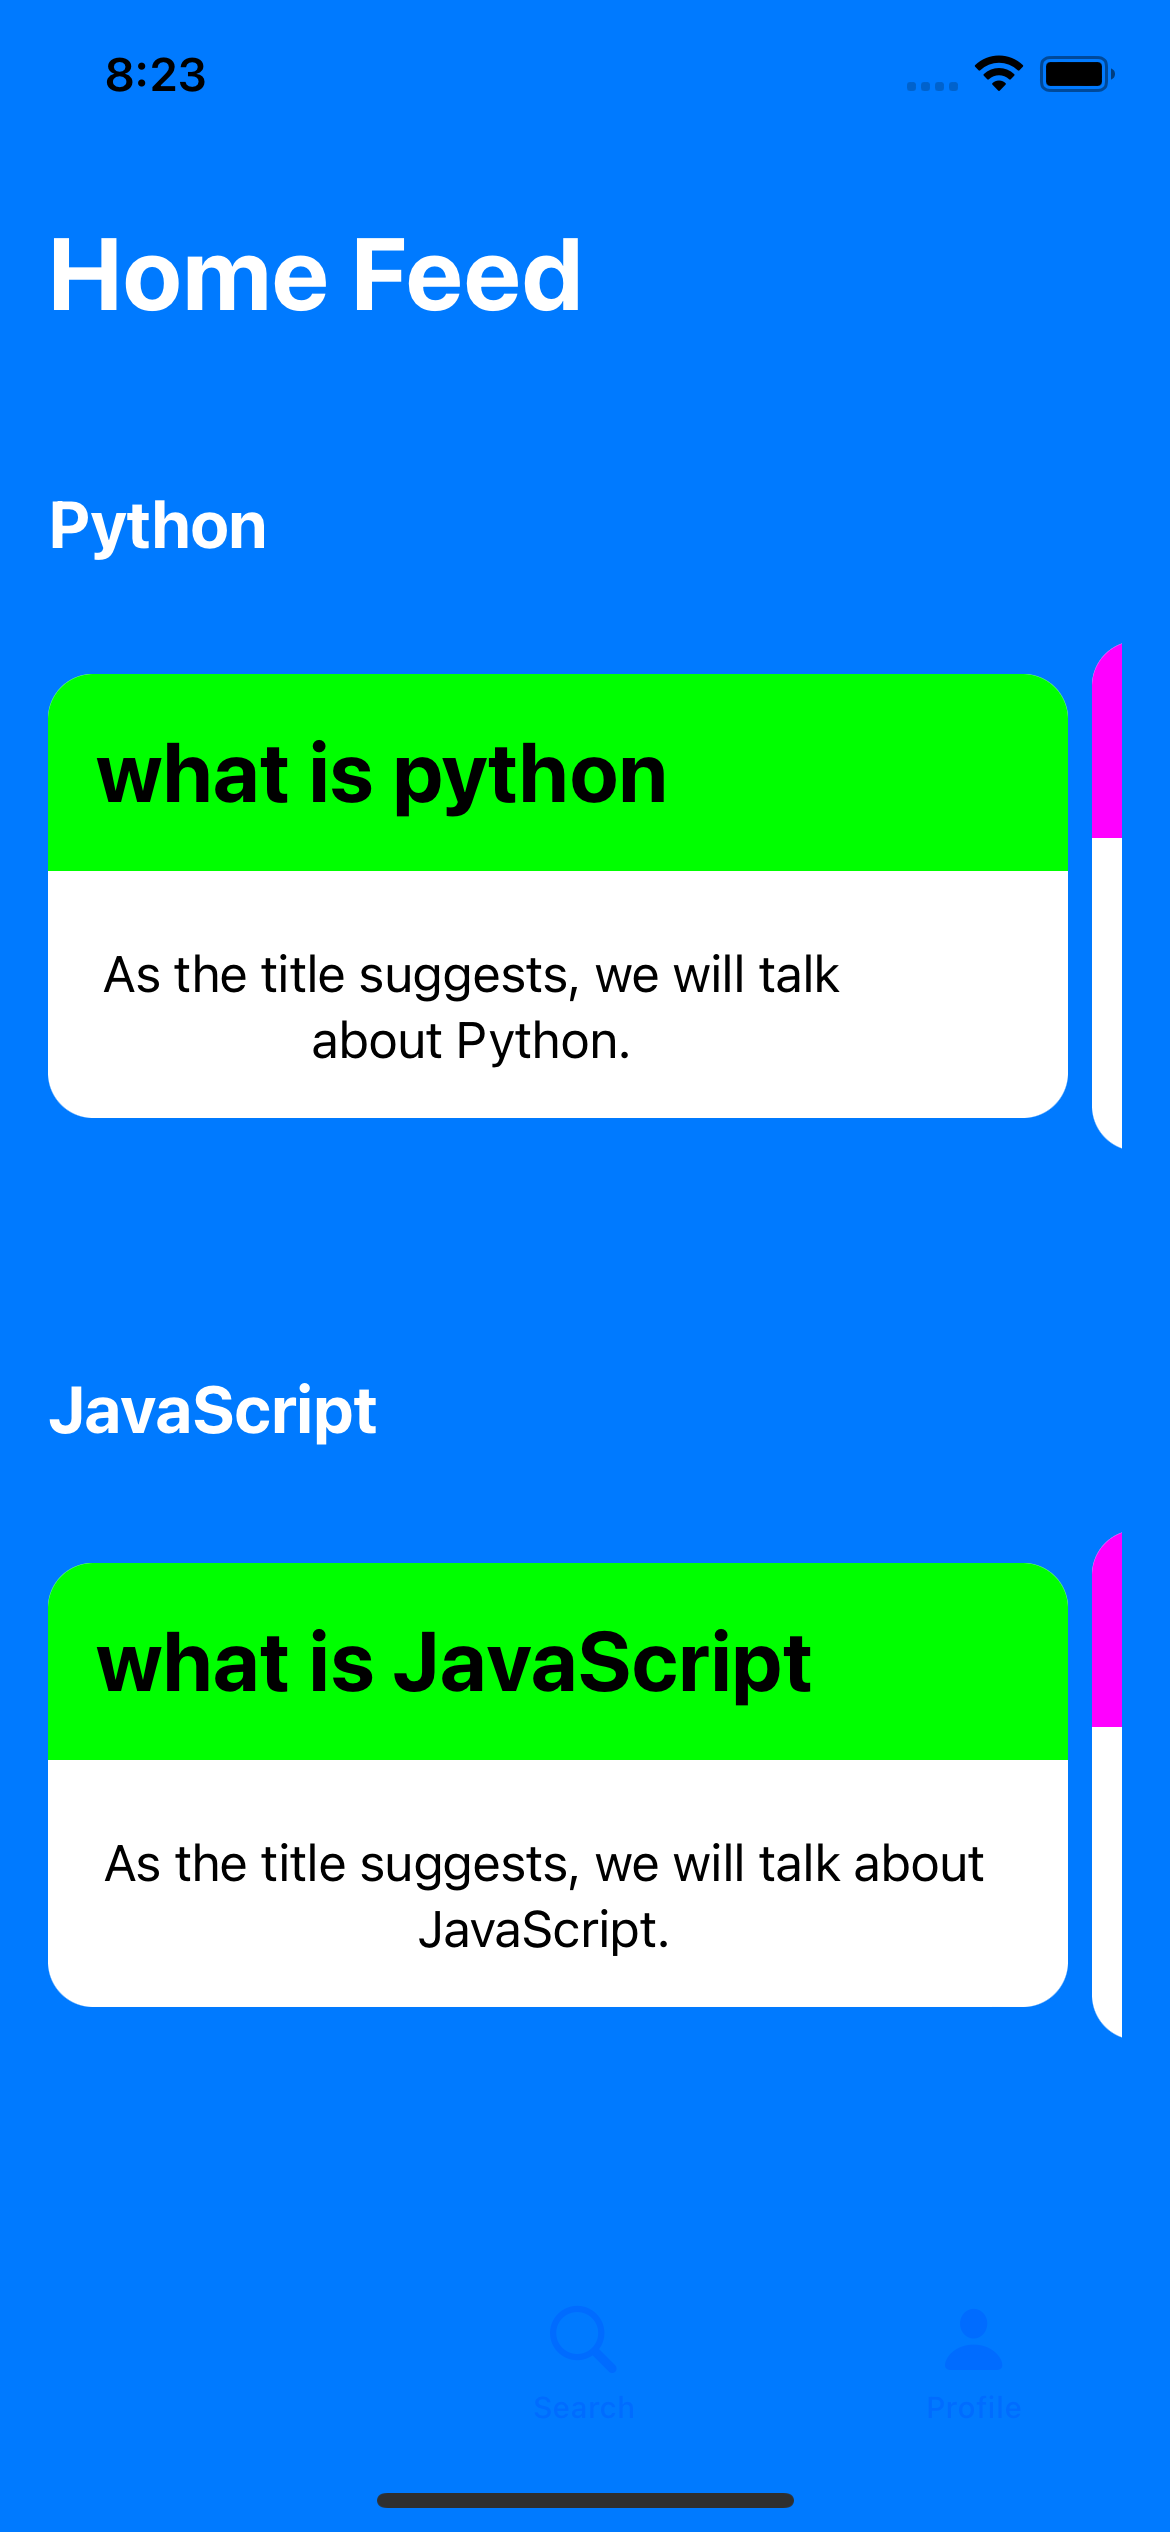 8:23
Home Feed
Python
what is python
As the title suggests, we will talk
about Python.
JavaScript
what is JavaScript
As the title suggests, we will talk about
JavaScript.
Search
Profile